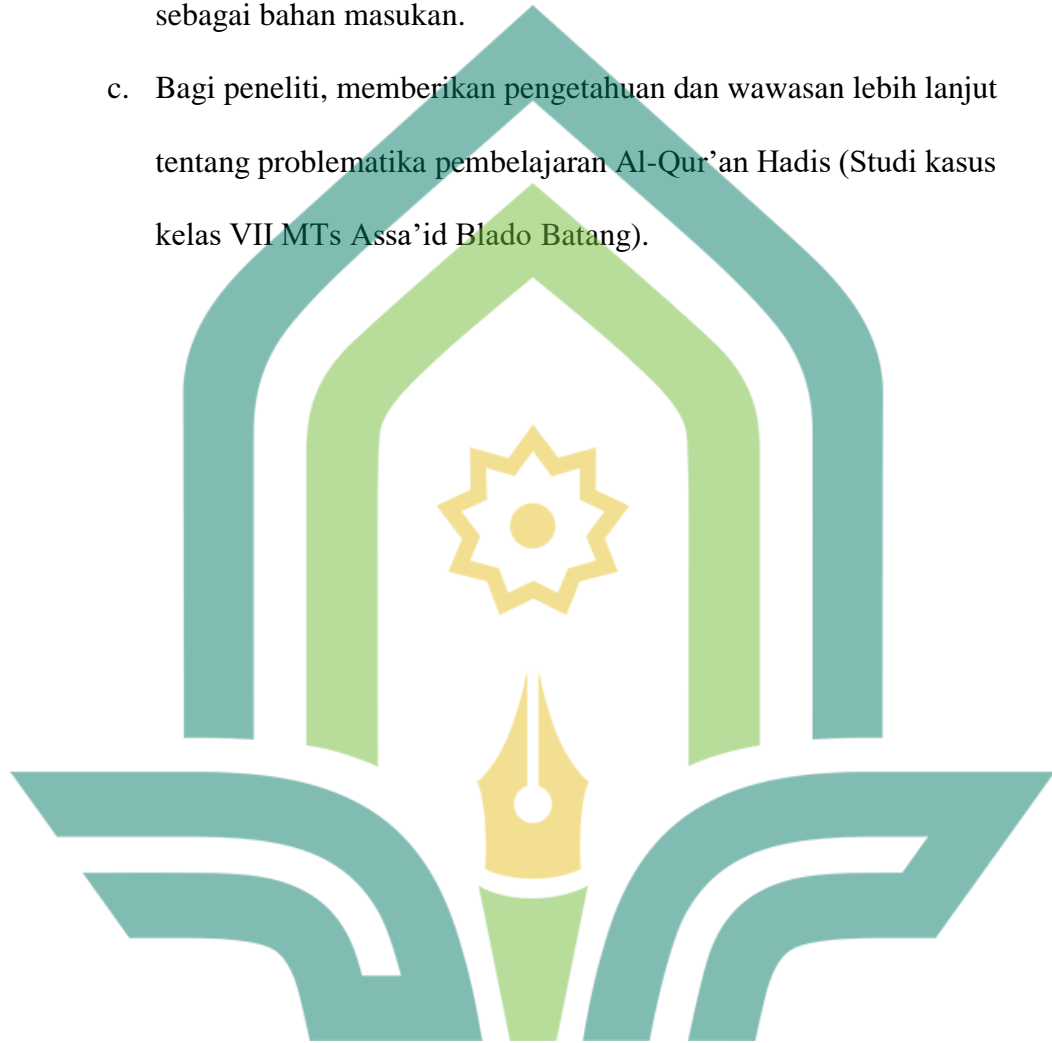 sebagai bahan masukan.
c. Bagi peneliti, memberikan pengetahuan dan wawasan lebih lanjut
tentang problematika pembelajaran Al-Qur’an Hadis (Studi kasus
kelas VII MTs Assa’id Blado Batang).